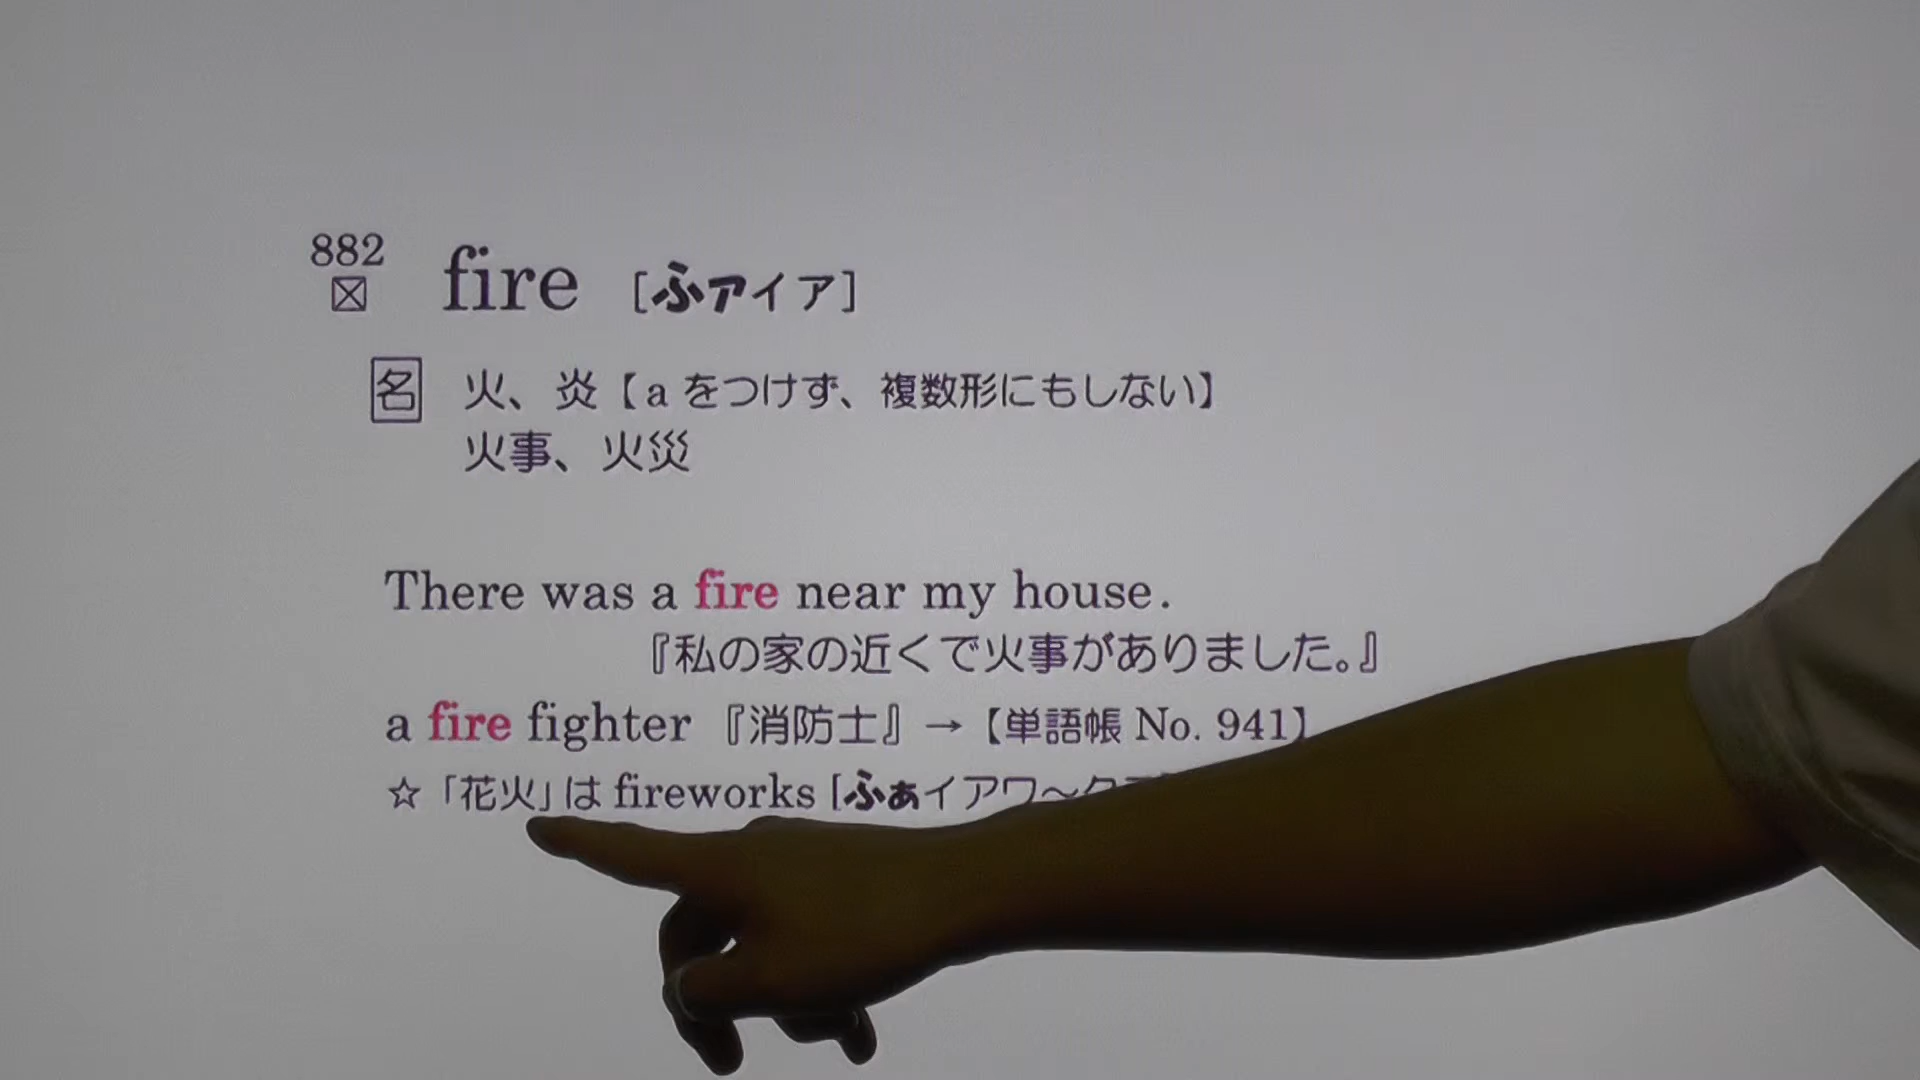 882
☒ fire [ふァイア]
名 火、炎【a をつけず、複数形にもしない】
火事、火災
There was a fire near my house.
『私の家の近くで火事がありました。』
a fire fighter 『消防士』→【単語帳 No. 941】
☆「花火」は fireworks [ふぁイアワ〜ク